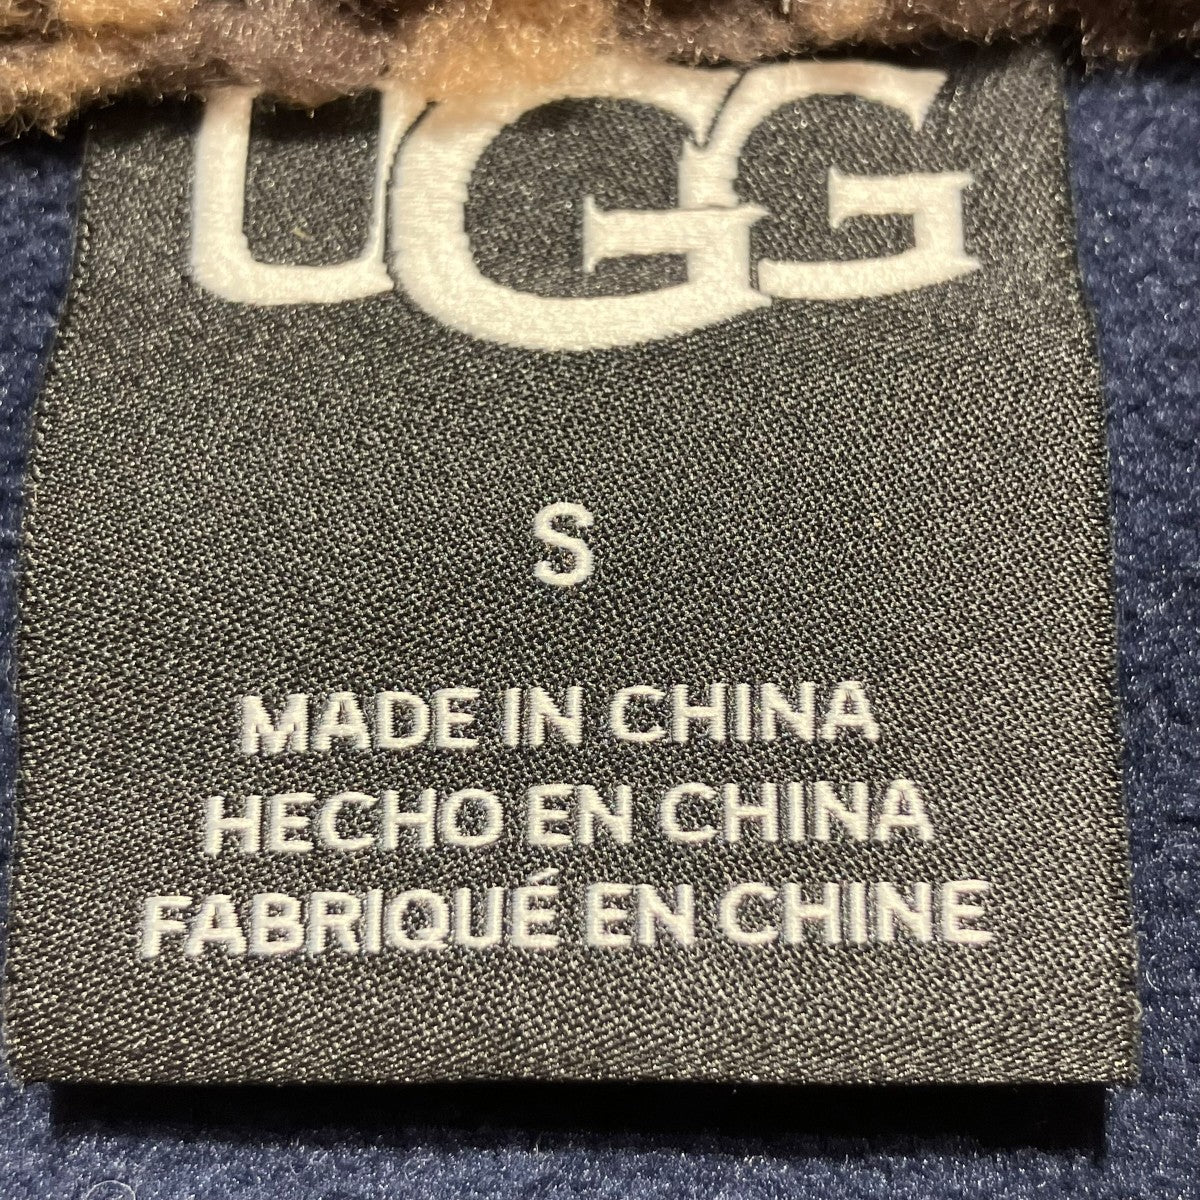 UGG
S
MADE IN CHINA
HECHO EN CHINA
FABRIQUÉ EN CHINE